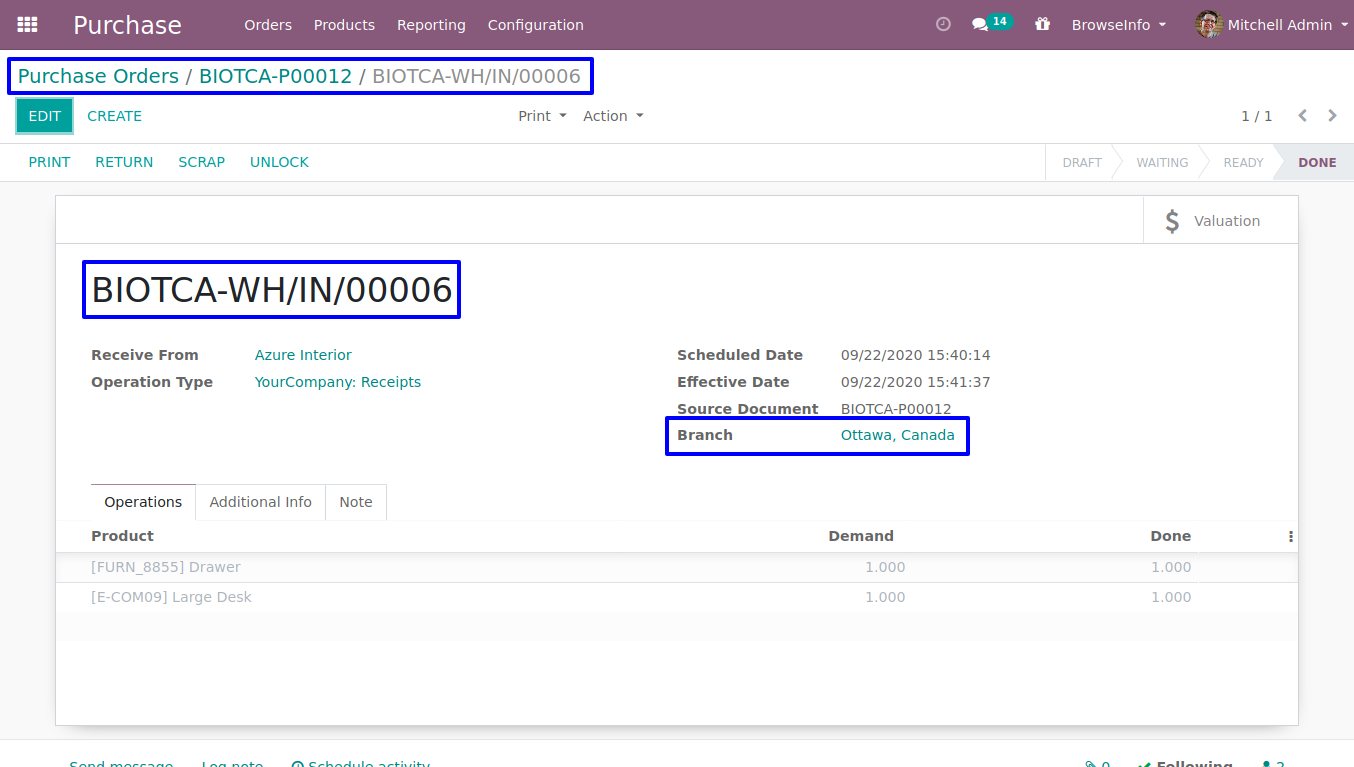 Purchase Orders Products Reporting Configuration 14 BrowseInfo Mitchell Admin
Purchase Orders / BIOTCA-P00012 / BIOTCA-WH/IN/00006
EDIT CREATE Print Action 1 / 1
PRINT RETURN SCRAP UNLOCK DRAFT WAITING READY DONE
$ Valuation
BIOTCA-WH/IN/00006
Receive From Azure Interior Scheduled Date 09/22/2020 15:40:14
Operation Type YourCompany: Receipts Effective Date 09/22/2020 15:41:37
Source Document BIOTCA-P00012
Branch Ottawa, Canada
Operations Additional Info Note
Product Demand Done
[FURN_8855] Drawer 1.000 1.000
[E-COM09] Large Desk 1.000 1.000
Send message Log note Schedule activity 0 Following 2